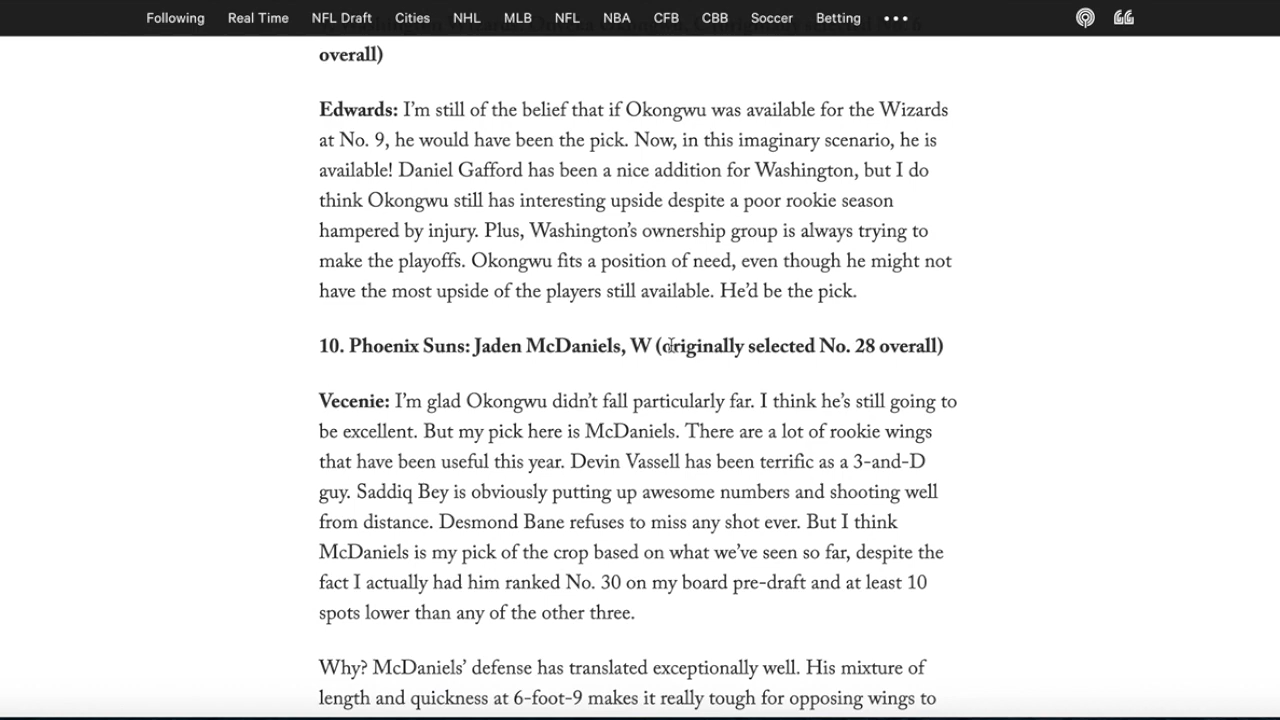 Following Real Time NFL Draft Cities NHL MLB NFL NBA CFB CBB Soccer Betting
overall)
Edwards: I’m still of the belief that if Okongwu was available for the Wizards
at No. 9, he would have been the pick. Now, in this imaginary scenario, he is
available! Daniel Gafford has been a nice addition for Washington, but I do
think Okongwu still has interesting upside despite a poor rookie season
hampered by injury. Plus, Washington’s ownership group is always trying to
make the playoffs. Okongwu fits a position of need, even though he might not
have the most upside of the players still available. He’d be the pick.
10. Phoenix Suns: Jaden McDaniels, W (originally selected No. 28 overall)
Vecenie: I’m glad Okongwu didn’t fall particularly far. I think he’s still going to
be excellent. But my pick here is McDaniels. There are a lot of rookie wings
that have been useful this year. Devin Vassell has been terrific as a 3-and-D
guy. Saddiq Bey is obviously putting up awesome numbers and shooting well
from distance. Desmond Bane refuses to miss any shot ever. But I think
McDaniels is my pick of the crop based on what we’ve seen so far, despite the
fact I actually had him ranked No. 30 on my board pre-draft and at least 10
spots lower than any of the other three.
Why? McDaniels’ defense has translated exceptionally well. His mixture of
length and quickness at 6-foot-9 makes it really tough for opposing wings to